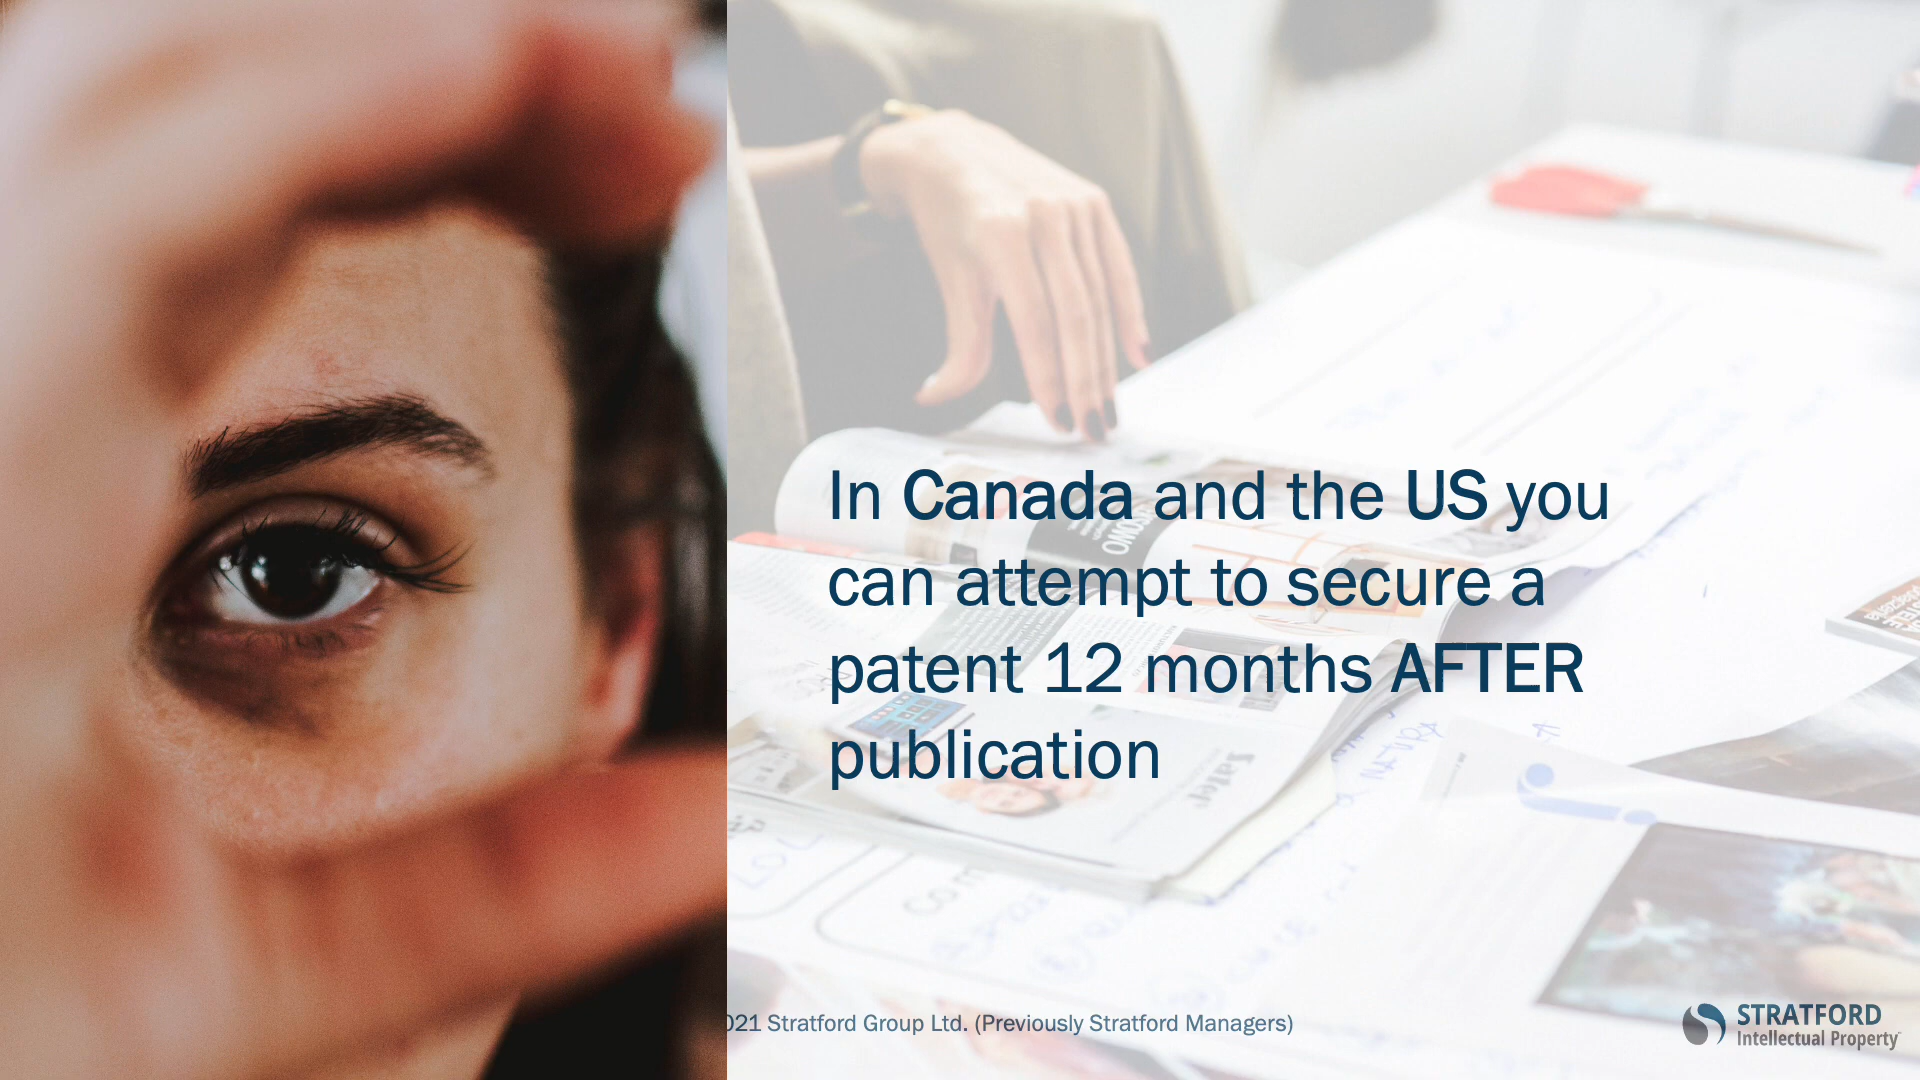 In Canada and the US you
can attempt to secure a
patent 12 months AFTER
publication
021 Stratford Group Ltd. (Previously Stratford Managers)
STRATFORD
Intellectual Property